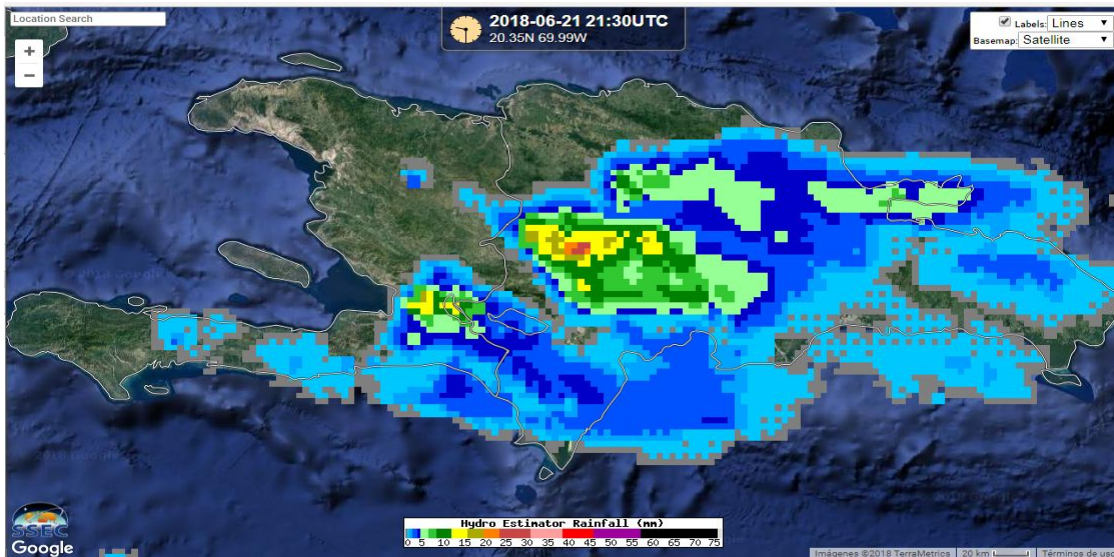 Location Search
2018-06-21 21:30UTC
20.35N 69.99W
Labels: Lines
Basemap: Satellite
+
−
Hydro Estimator Rainfall (mm)
0 5 10 15 20 25 30 35 40 45 50 55 60 65 70 75
SSEC
Google
Imágenes ©2018 TerraMetrics 20 km Términos de